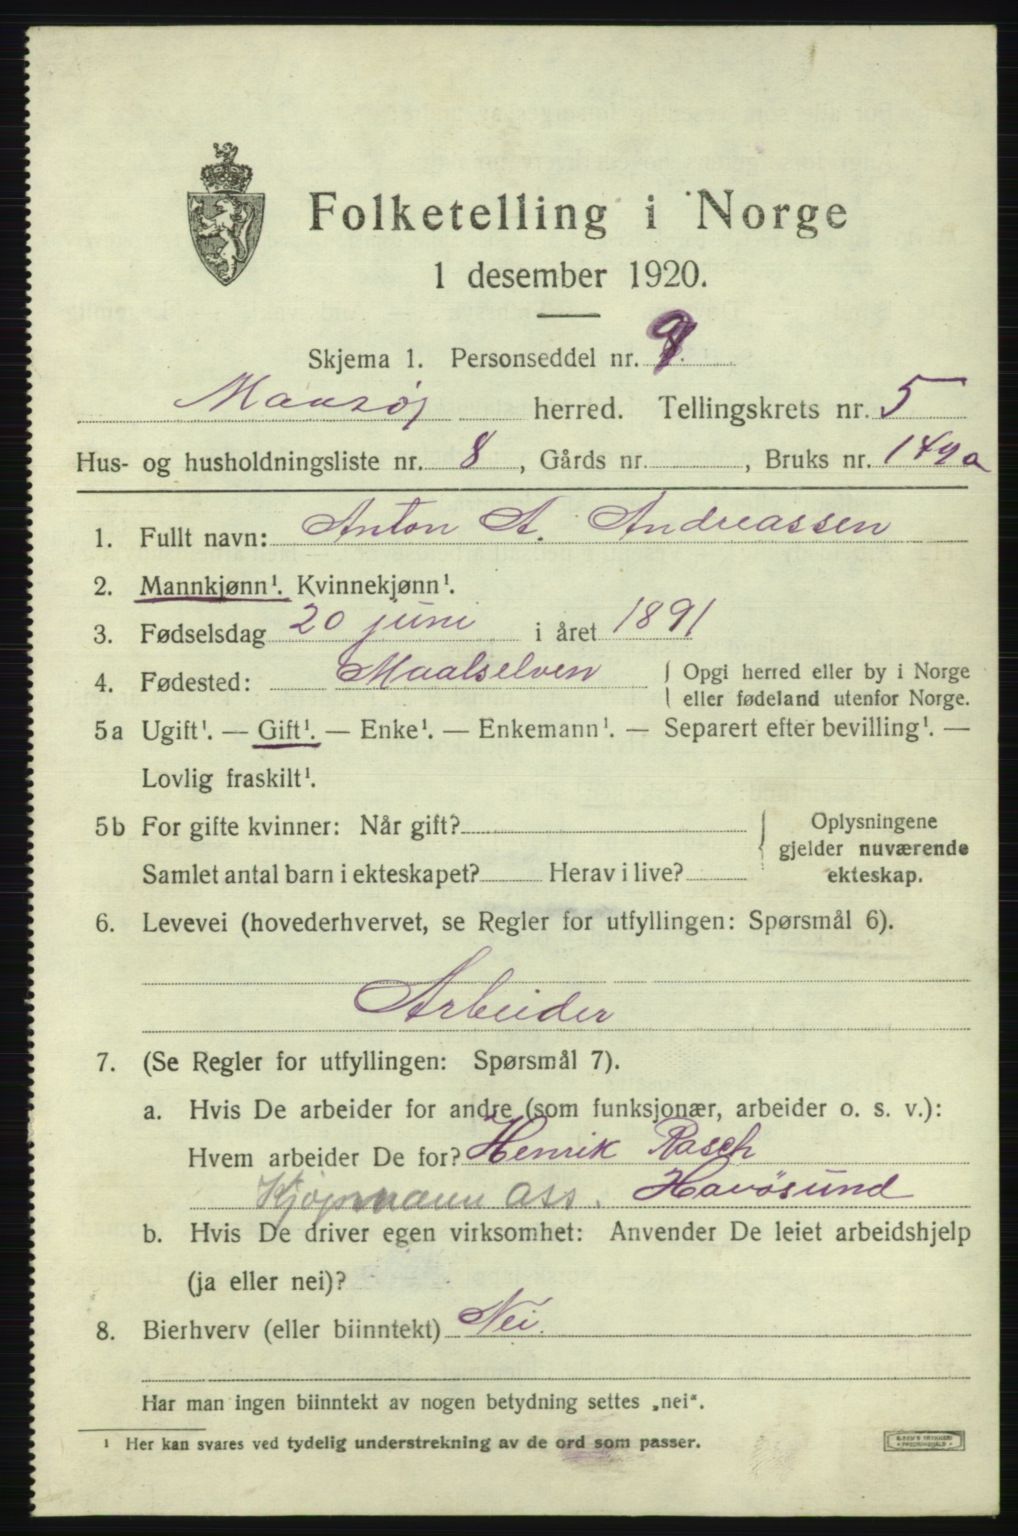 Folketelling i Norge
1 desember 1920.
Skjema 1. Personseddel nr. 9.
Maasøy herred. Tellingskrets nr. 5
Hus- og husholdningsliste nr. 8, Gårds nr. , Bruks nr. 149a
1. Fullt navn: Anton A. Andreassen
2. Mannkjønn¹. Kvinnekjønn¹.
3. Fødselsdag 20 juni i året 1891
4. Fødested: Maalselven Opgi herred eller by i Norge
eller fødeland utenfor Norge.
5a Ugift¹. — Gift¹. — Enke¹. — Enkemann¹. — Separert efter bevilling¹. —
Lovlig fraskilt¹.
5b For gifte kvinner: Når gift? Oplysningene
gjelder nuværende
Samlet antal barn i ekteskapet? Herav i live? ekteskap.
6. Levevei (hovederhvervet, se Regler for utfyllingen: Spørsmål 6).
Arbeider
7. (Se Regler for utfyllingen: Spørsmål 7).
a. Hvis De arbeider for andre (som funksjonær, arbeider o. s. v.):
Hvem arbeider De for? Henrik Rasch
Kjøpmann ass. Havösund
b. Hvis De driver egen virksomhet: Anvender De leiet arbeidshjelp
(ja eller nei)?
8. Bierhverv (eller biinntekt) Nei.
Har man ingen biinntekt av nogen betydning settes „nei“.
¹ Her kan svares ved tydelig understrekning av de ord som passer.